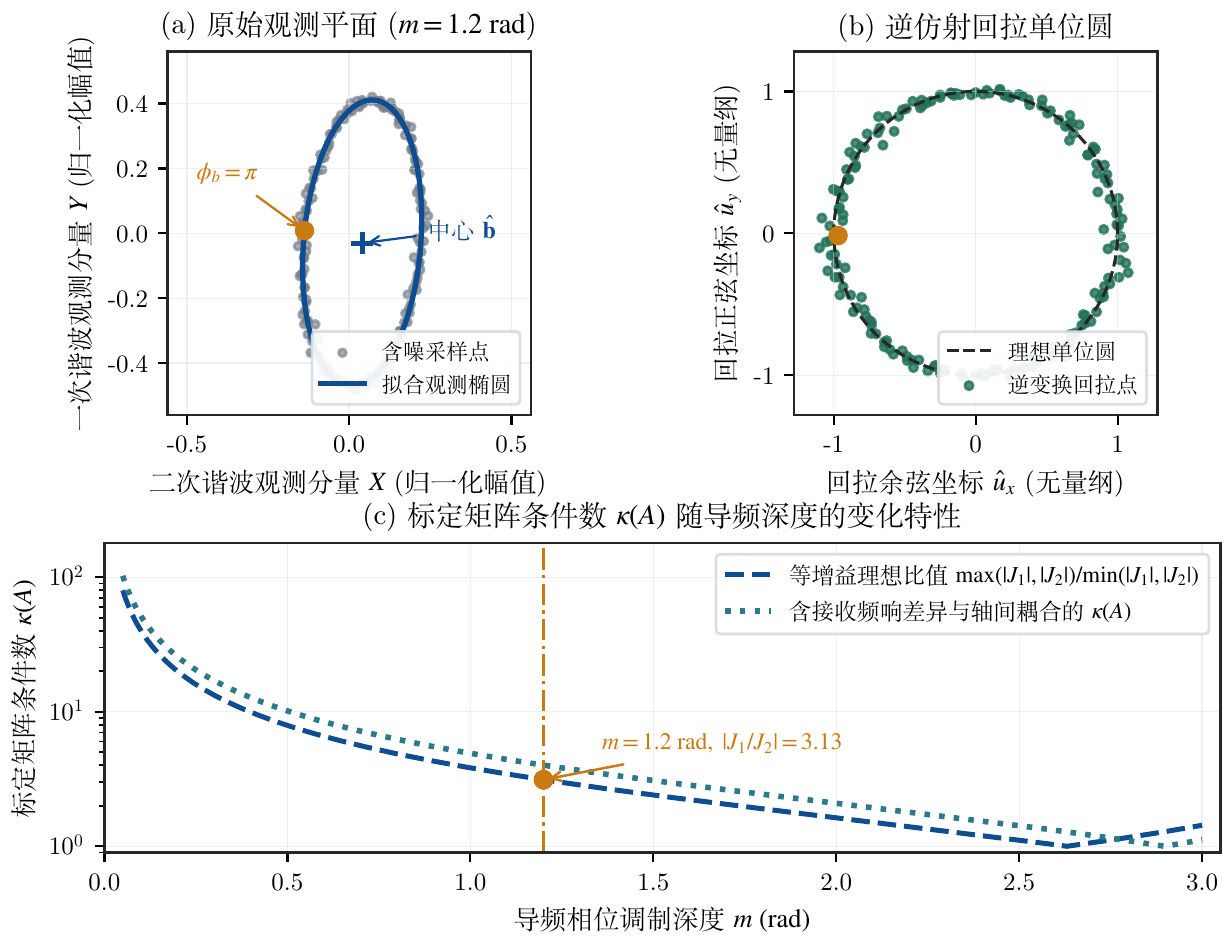 (a) 原始观测平面 (m = 1.2 rad)
一次谐波观测分量 Y (归一化幅值)
0.4
0.2
0.0
-0.2
-0.4
ϕ_b = π
中心 b̂
含噪采样点
拟合观测椭圆
-0.5
0.0
0.5
二次谐波观测分量 X (归一化幅值)
(b) 逆仿射回拉单位圆
回拉正弦坐标 û_y (无量纲)
1
0
-1
理想单位圆
逆变换回拉点
-1
0
1
回拉余弦坐标 û_x (无量纲)
(c) 标定矩阵条件数 κ(A) 随导频深度的变化特性
标定矩阵条件数 κ(A)
10²
10¹
10⁰
等增益理想比值 max(|J₁|, |J₂|)/min(|J₁|, |J₂|)
含接收频响差异与轴间耦合的 κ(A)
m = 1.2 rad, |J₁/J₂| = 3.13
0.0
0.5
1.0
1.5
2.0
2.5
3.0
导频相位调制深度 m (rad)